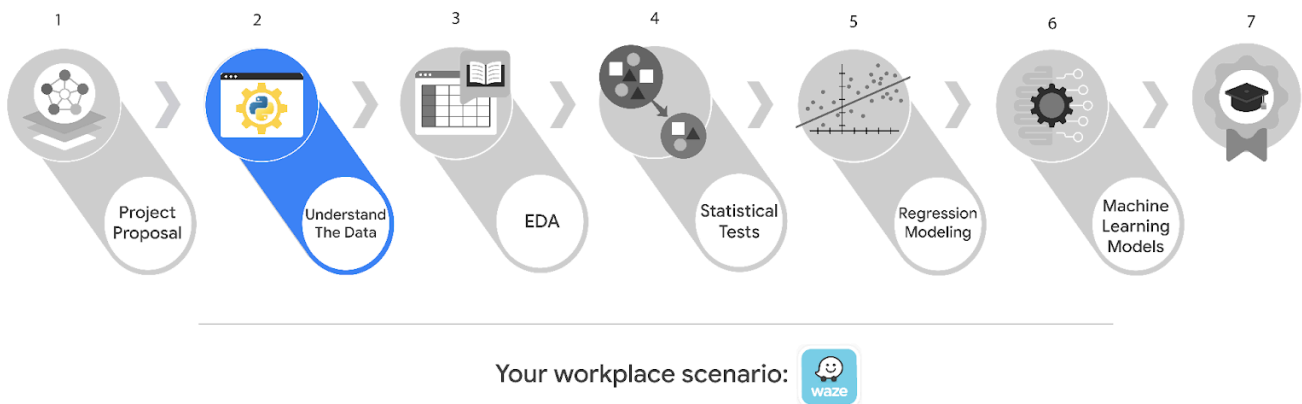 1
2
3
4
5
6
7
Project
Proposal
Understand
The Data
EDA
Statistical
Tests
Regression
Modeling
Machine
Learning
Models
Your workplace scenario:
waze